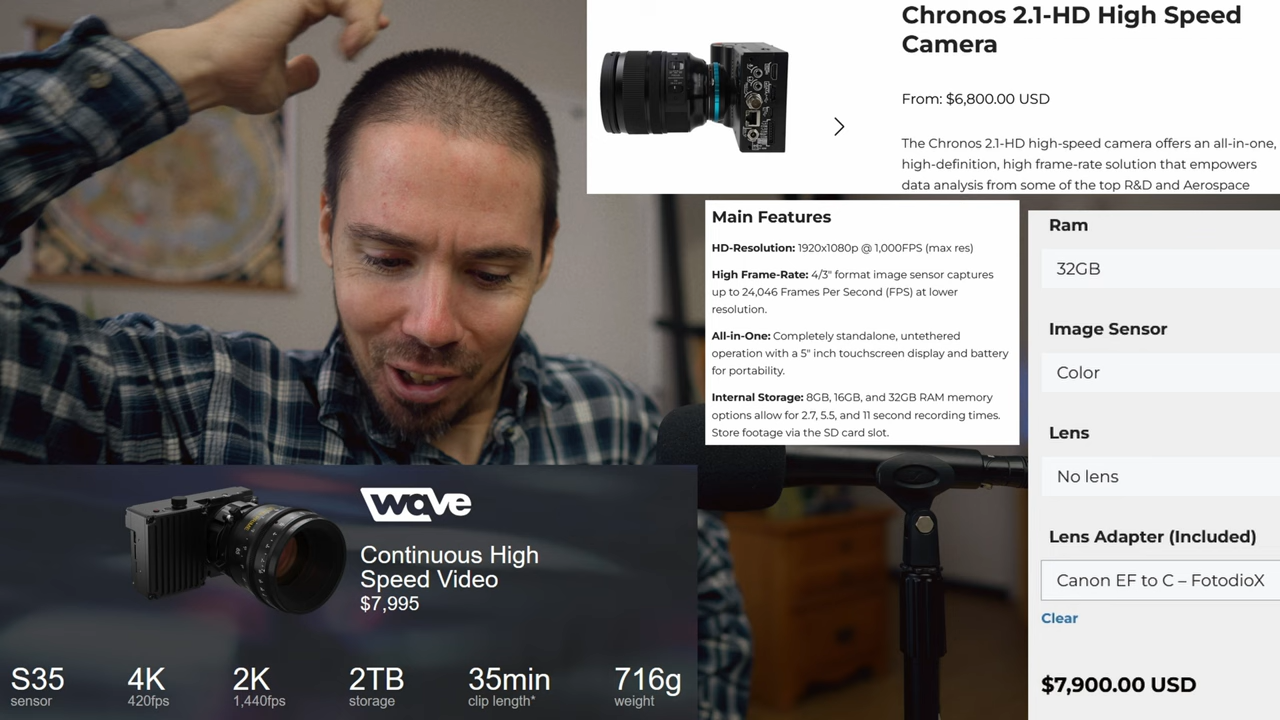 Chronos 2.1-HD High Speed
Camera
From: $6,800.00 USD
The Chronos 2.1-HD high-speed camera offers an all-in-one,
high-definition, high frame-rate solution that empowers
data analysis from some of the top R&D and Aerospace
Main Features
HD-Resolution: 1920x1080p @ 1,000FPS (max res)
High Frame-Rate: 4/3" format image sensor captures
up to 24,046 Frames Per Second (FPS) at lower
resolution.
All-in-One: Completely standalone, untethered
operation with a 5" inch touchscreen display and battery
for portability.
Internal Storage: 8GB, 16GB, and 32GB RAM memory
options allow for 2.7, 5.5, and 11 second recording times.
Store footage via the SD card slot.
Ram
32GB
Image Sensor
Color
Lens
No lens
Lens Adapter (Included)
Canon EF to C – FotodioX
Clear
$7,900.00 USD
wave
Continuous High
Speed Video
$7,995
S35 4K 2K 2TB 35min 716g
sensor 420fps 1,440fps storage clip length* weight